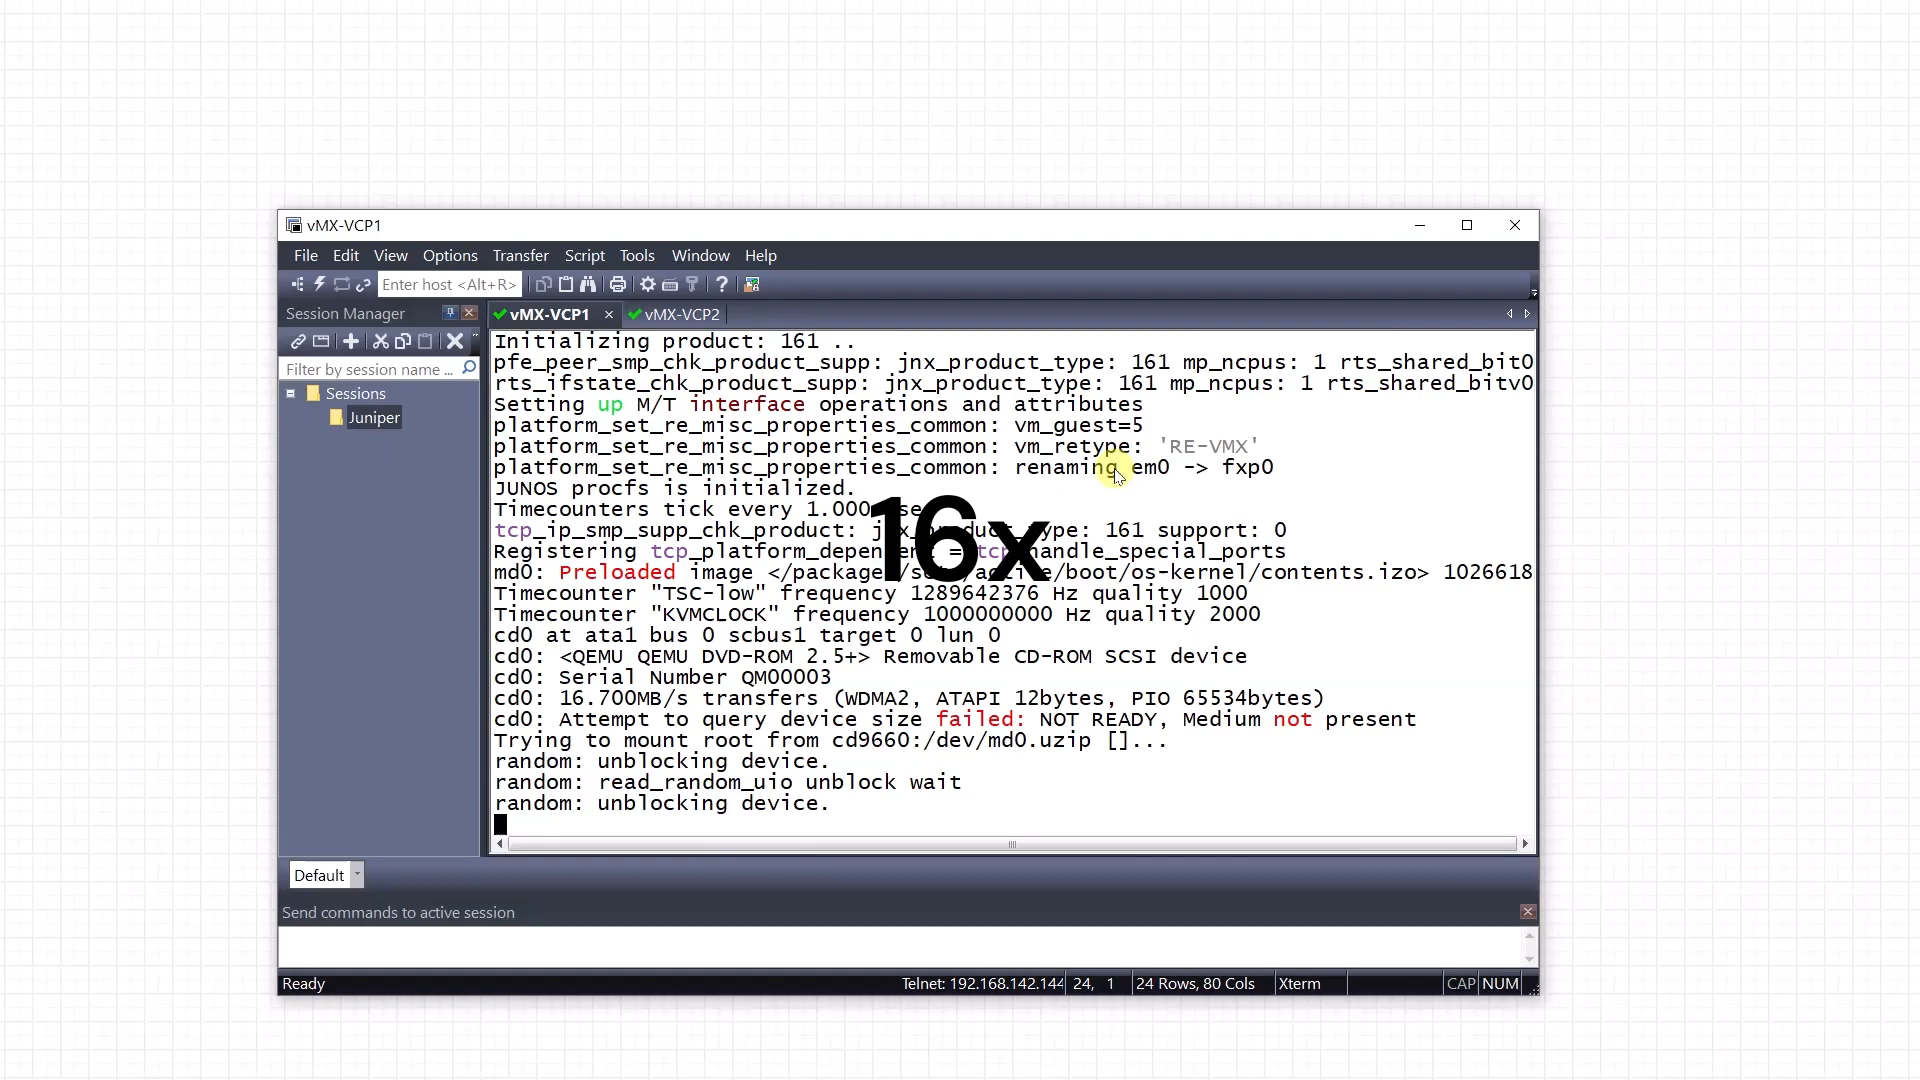 vMX-VCP1
File Edit View Options Transfer Script Tools Window Help
Enter host <Alt+R>
Session Manager
vMX-VCP1 vMX-VCP2
Filter by session name ...
Sessions
Juniper
Initializing product: 161 ..
pfe_peer_smp_chk_product_supp: jnx_product_type: 161 mp_ncpus: 1 rts_shared_bit0
rts_ifstate_chk_product_supp: jnx_product_type: 161 mp_ncpus: 1 rts_shared_bitv0
Setting up M/T interface operations and attributes
platform_set_re_misc_properties_common: vm_guest=5
platform_set_re_misc_properties_common: vm_retype: 'RE-VMX'
platform_set_re_misc_properties_common: renaming em0 -> fxp0
JUNOS procfs is initialized.
Timecounters tick every 1.000
16x
tcp_ip_smp_supp_chk_product: type: 161 support: 0
Registering tcp_platform_dependent = tcp_handle_special_ports
md0: Preloaded image /boot/os-kernel/contents.izo> 1026618
Timecounter "TSC-low" frequency 1289642376 Hz quality 1000
Timecounter "KVMCLOCK" frequency 1000000000 Hz quality 2000
cd0 at ata1 bus 0 scbus1 target 0 lun 0
cd0: <QEMU QEMU DVD-ROM 2.5+> Removable CD-ROM SCSI device
cd0: Serial Number QM00003
cd0: 16.700MB/s transfers (WDMA2, ATAPI 12bytes, PIO 65534bytes)
cd0: Attempt to query device size failed: NOT READY, Medium not present
Trying to mount root from cd9660:/dev/md0.uzip []...
random: unblocking device.
random: read_random_uio unblock wait
random: unblocking device.
Default
Send commands to active session
Ready Telnet: 192.168.142.144 24, 1 24 Rows, 80 Cols Xterm CAP NUM